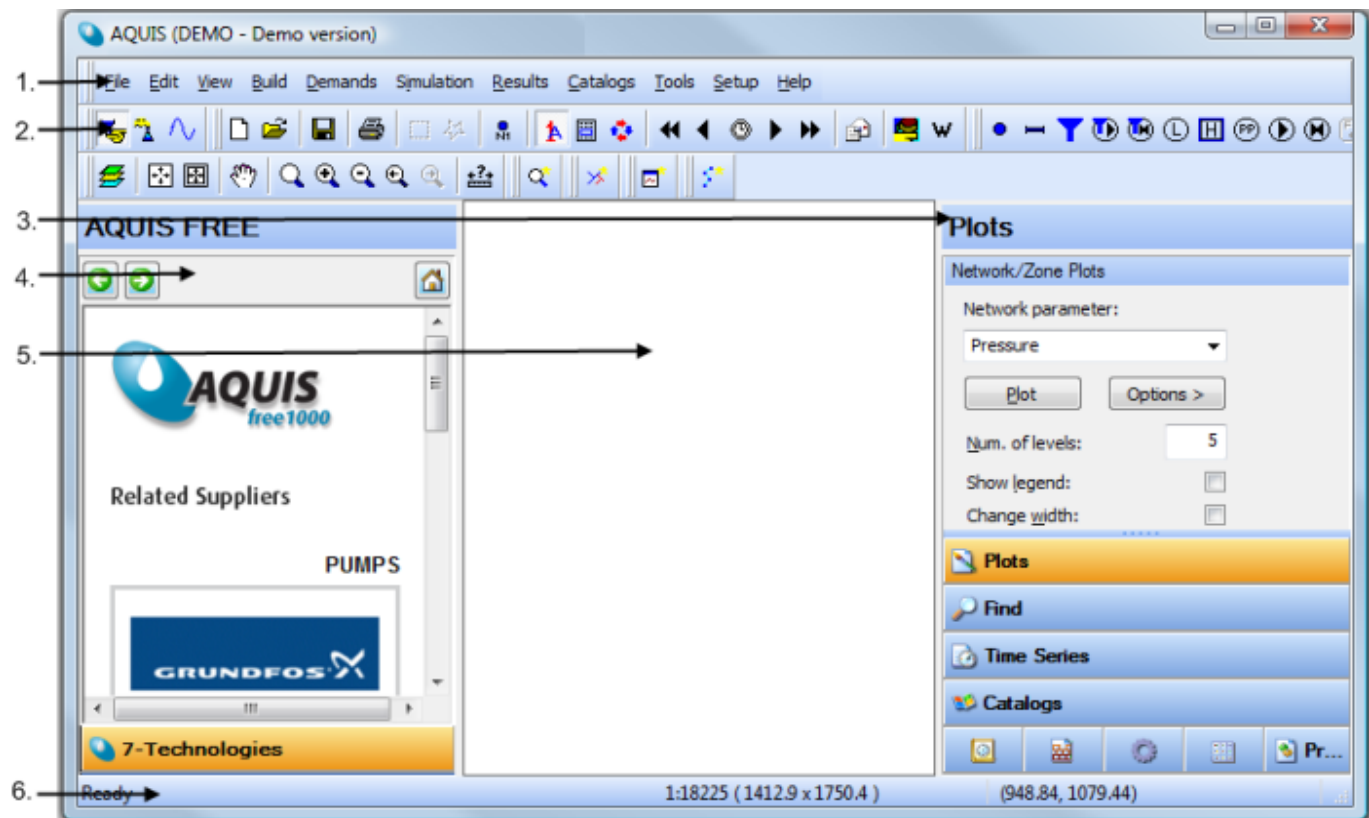 AQUIS (DEMO - Demo version)
1.
File Edit View Build Demands Simulation Results Catalogs Tools Setup Help
2.
N1 A W L H PP
3.
AQUIS FREE
Plots
4.
Network/Zone Plots
Network parameter:
Pressure
5.
AQUIS
free1000
Plot Options >
Num. of levels: 5
Related Suppliers
Show legend:
Change width:
PUMPS
Plots
Find
GRUNDFOS
Time Series
Catalogs
7-Technologies
Pr...
6.
Ready 1:18225 ( 1412.9 x 1750.4 ) (948.84, 1079.44)